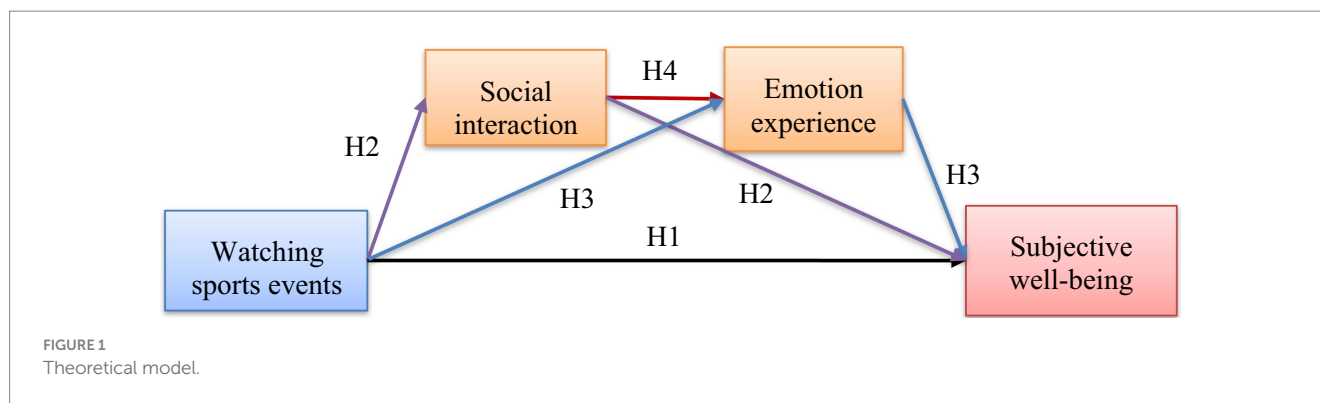 Social
interaction
H4
Emotion
experience
H2
H3
H2
H3
Watching
sports events
H1
Subjective
well-being
FIGURE 1
Theoretical model.